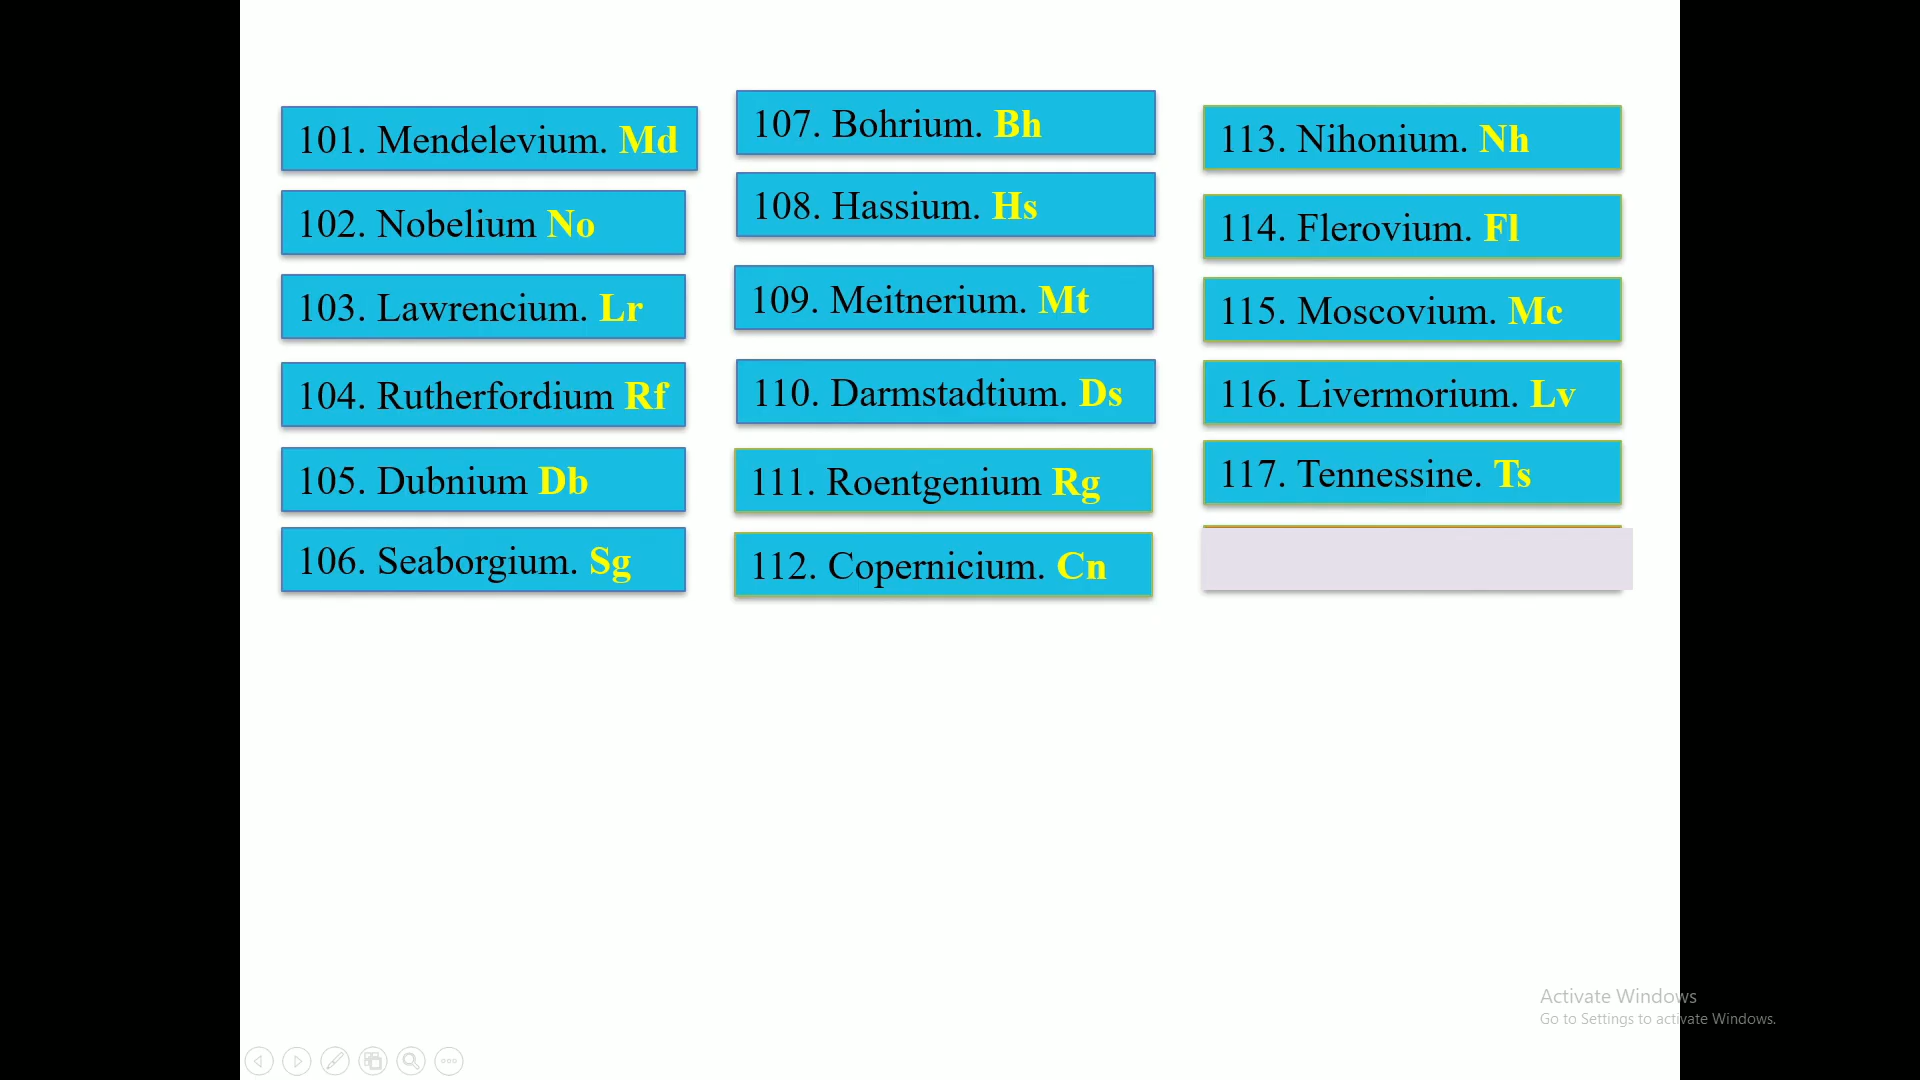 101. Mendelevium. Md
102. Nobelium No
103. Lawrencium. Lr
104. Rutherfordium Rf
105. Dubnium Db
106. Seaborgium. Sg
107. Bohrium. Bh
108. Hassium. Hs
109. Meitnerium. Mt
110. Darmstadtium. Ds
111. Roentgenium Rg
112. Copernicium. Cn
113. Nihonium. Nh
114. Flerovium. Fl
115. Moscovium. Mc
116. Livermorium. Lv
117. Tennessine. Ts
Activate Windows
Go to Settings to activate Windows.